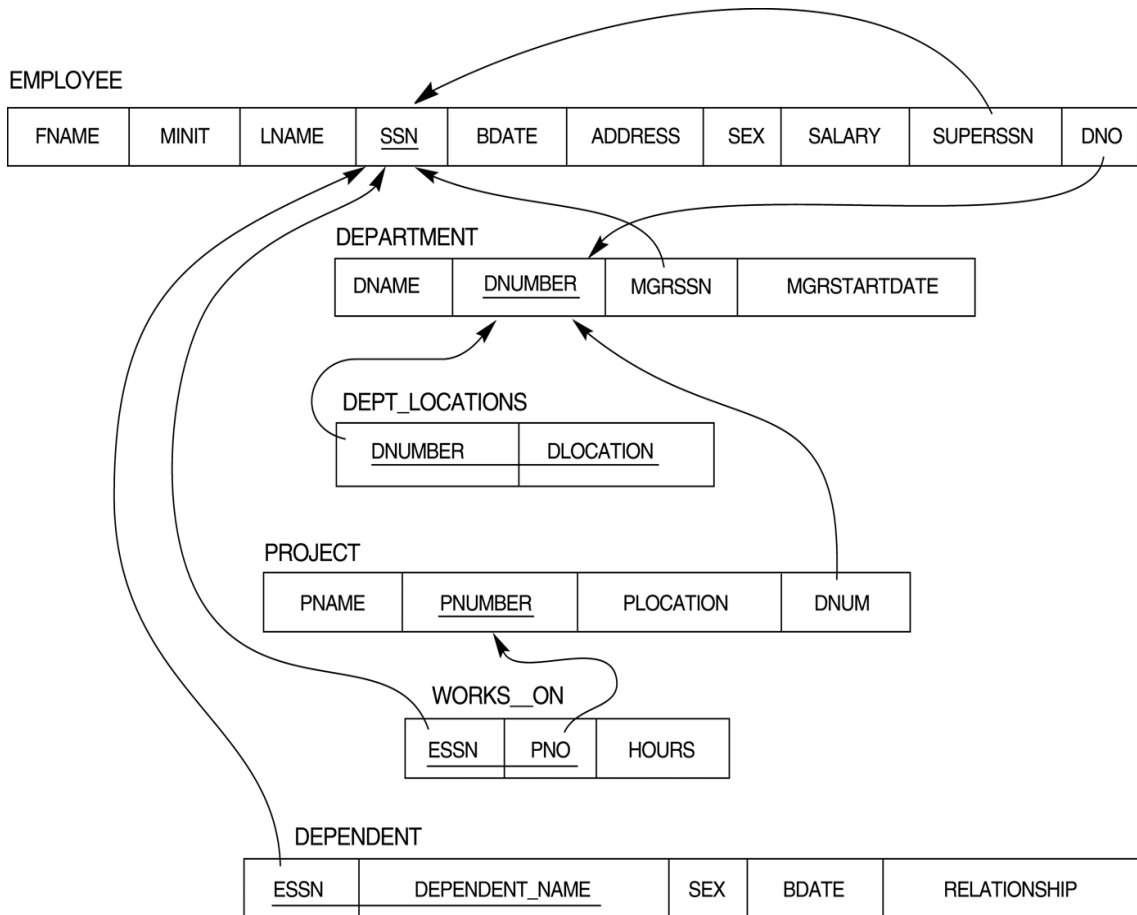 EMPLOYEE
FNAME MINIT LNAME SSN BDATE ADDRESS SEX SALARY SUPERSSN DNO
DEPARTMENT
DNAME DNUMBER MGRSSN MGRSTARTDATE
DEPT_LOCATIONS
DNUMBER DLOCATION
PROJECT
PNAME PNUMBER PLOCATION DNUM
WORKS__ON
ESSN PNO HOURS
DEPENDENT
ESSN DEPENDENT_NAME SEX BDATE RELATIONSHIP